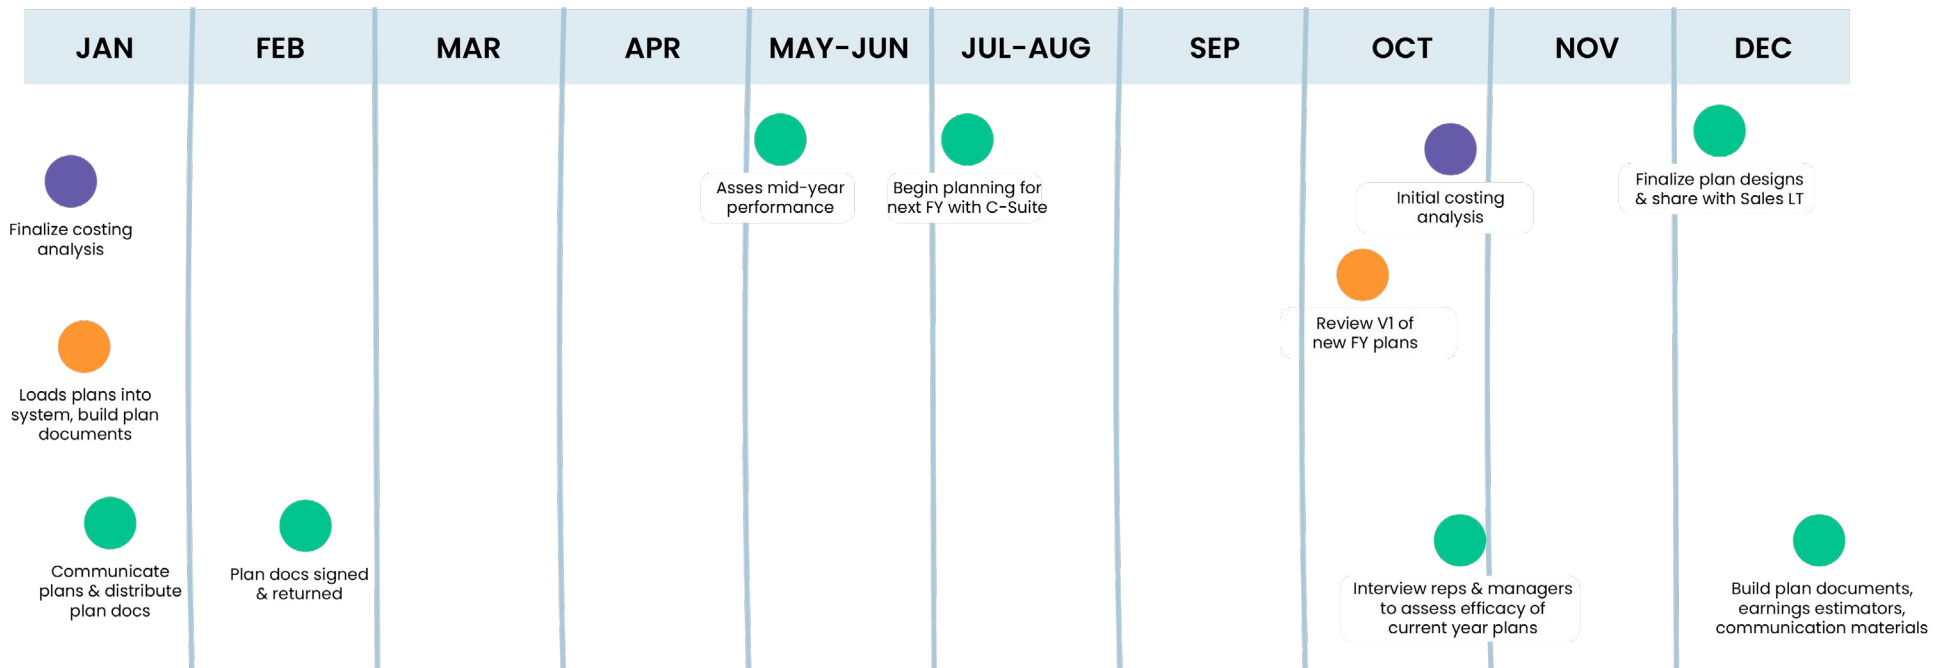 JAN FEB MAR APR MAY-JUN JUL-AUG SEP OCT NOV DEC
Finalize costing
analysis
Loads plans into
system, build plan
documents
Communicate
plans & distribute
plan docs
Plan docs signed
& returned
Asses mid-year
performance
Begin planning for
next FY with C-Suite
Initial costing
analysis
Review V1 of
new FY plans
Interview reps & managers
to assess efficacy of
current year plans
Finalize plan designs
& share with Sales LT
Build plan documents,
earnings estimators,
communication materials